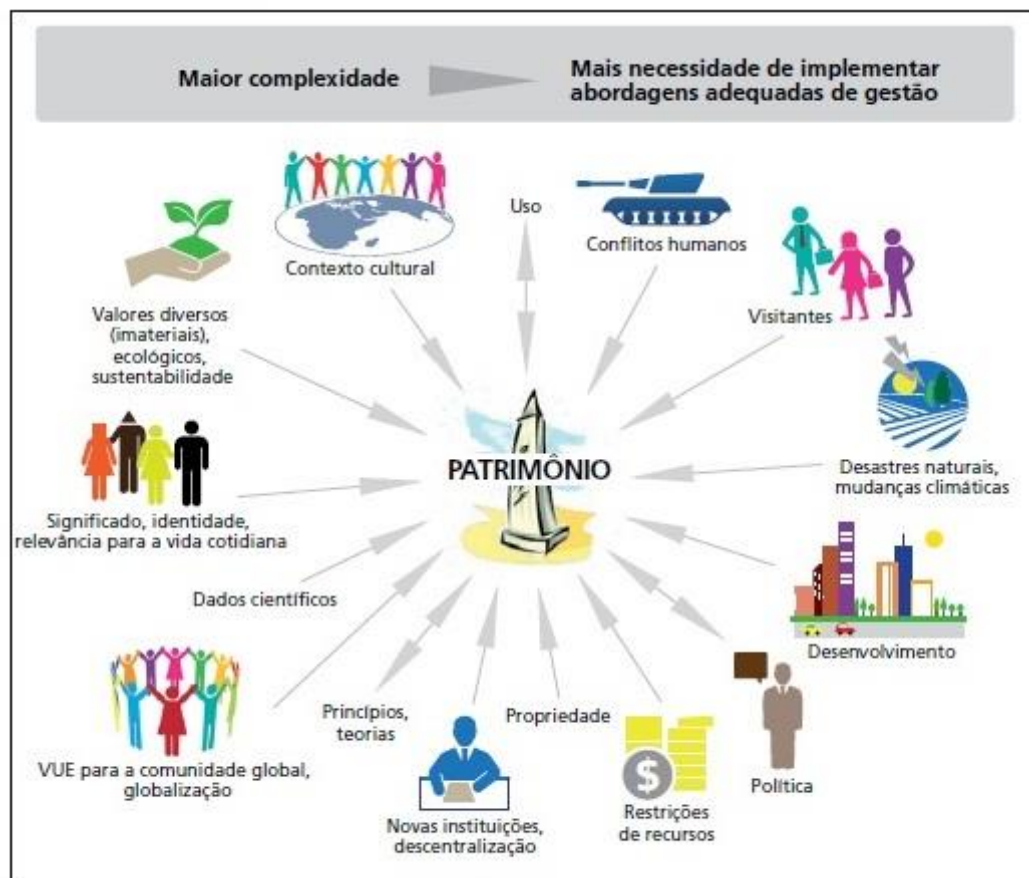 Maior complexidade
Mais necessidade de implementar
abordagens adequadas de gestão
Uso
Conflitos humanos
Contexto cultural
Visitantes
Valores diversos
(imateriais),
ecológicos,
sustentabilidade
PATRIMÔNIO
Desastres naturais,
mudanças climáticas
Significado, identidade,
relevância para a vida cotidiana
Dados científicos
Desenvolvimento
Princípios,
teorias
Propriedade
VUE para a comunidade global,
globalização
$
Política
Novas instituições,
descentralização
Restrições
de recursos